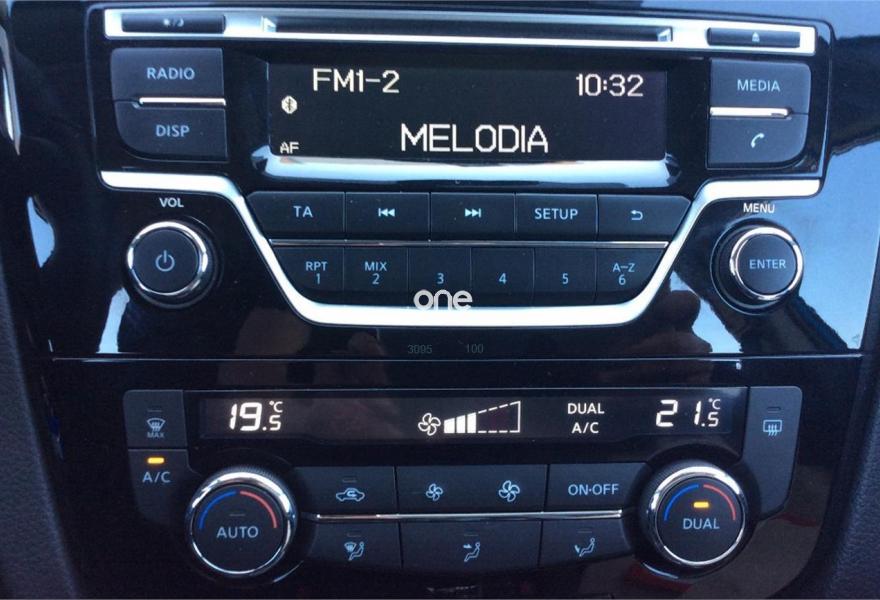 RADIO
DISP
FM1-2
10:32
AF
MELODIA
MEDIA
VOL
TA
SETUP
MENU
RPT
1
MIX
2
3
4
5
A-Z
6
ENTER
one
3095 100
MAX
19.5°C
DUAL
A/C
21.5°C
A/C
AUTO
ON·OFF
DUAL